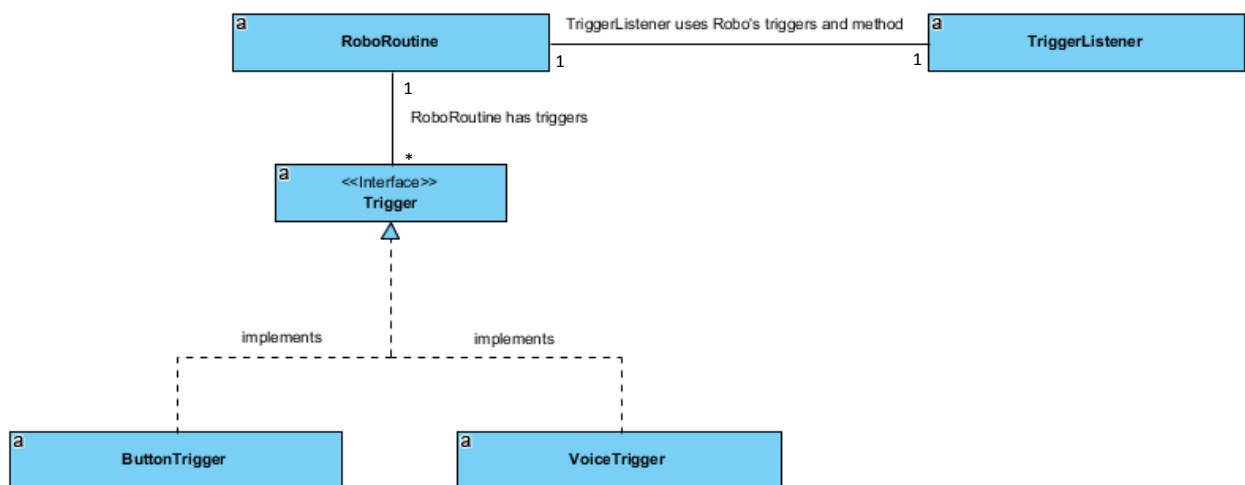 a
RoboRoutine
TriggerListener uses Robo's triggers and method
a
TriggerListener
1
1
1
RoboRoutine has triggers
*
a
<<Interface>>
Trigger
implements
implements
a
ButtonTrigger
a
VoiceTrigger